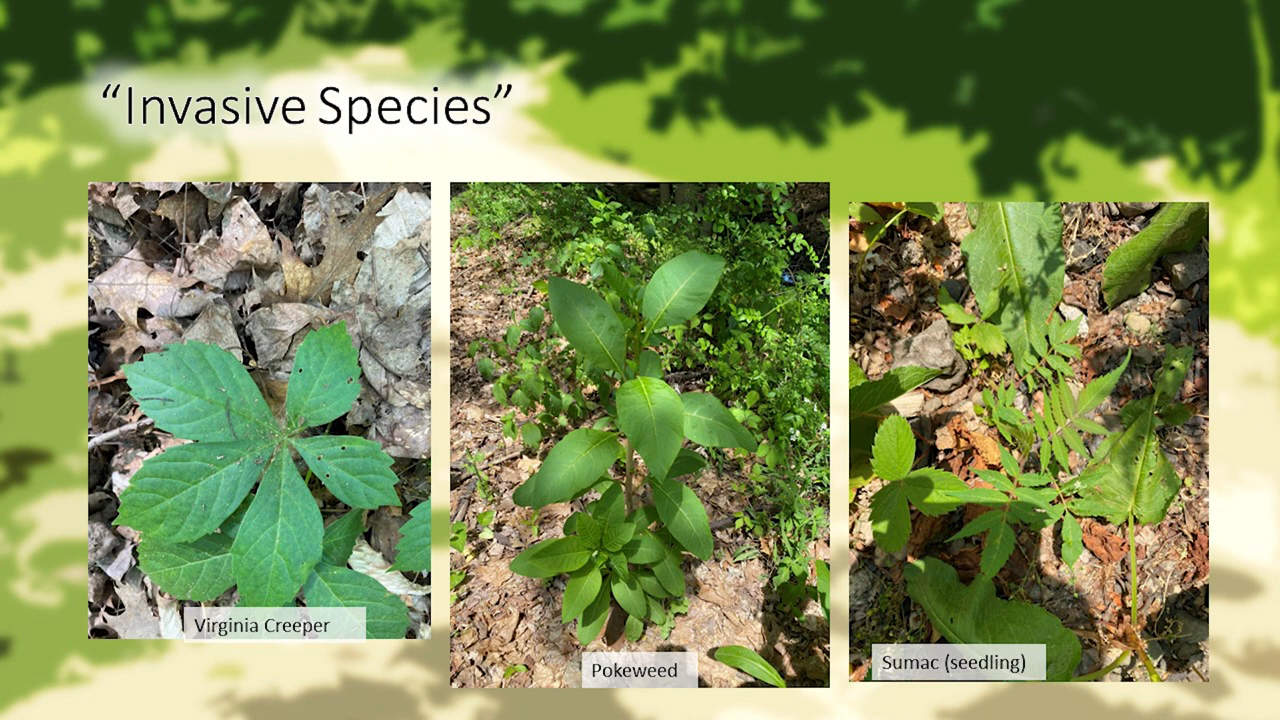 “Invasive Species”
Virginia Creeper
Pokeweed
Sumac (seedling)